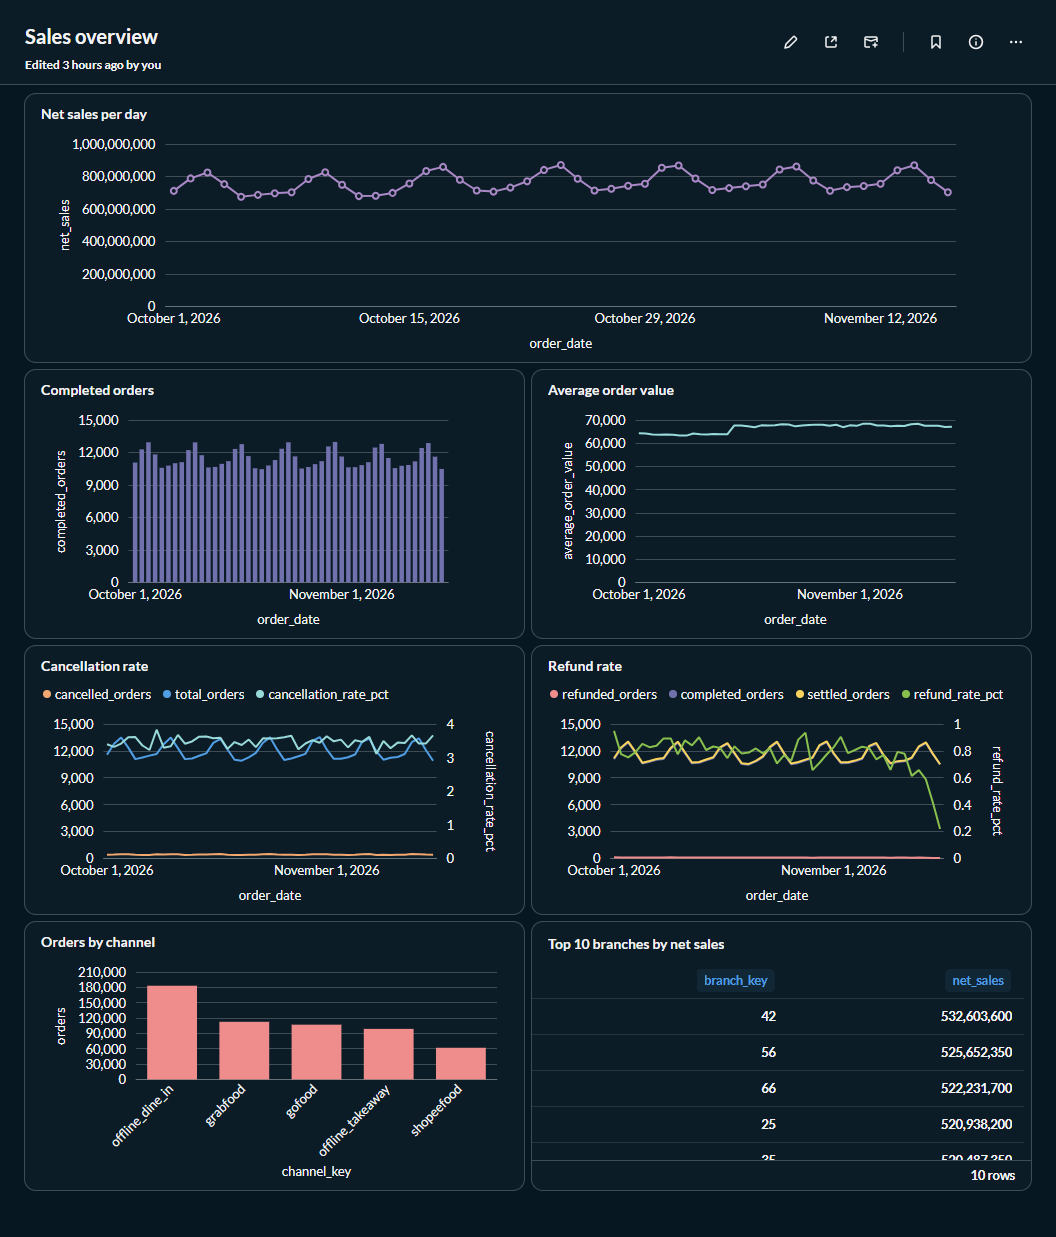 Sales overview
Edited 3 hours ago by you
Net sales per day
1,000,000,000
800,000,000
600,000,000
400,000,000
200,000,000
0
net_sales
October 1, 2026
October 15, 2026
October 29, 2026
November 12, 2026
order_date
Completed orders
15,000
12,000
9,000
6,000
3,000
0
completed_orders
October 1, 2026
November 1, 2026
order_date
Average order value
70,000
60,000
50,000
40,000
30,000
20,000
10,000
0
average_order_value
October 1, 2026
November 1, 2026
order_date
Cancellation rate
cancelled_orders
total_orders
cancellation_rate_pct
15,000
12,000
9,000
6,000
3,000
0
4
3
2
1
0
cancellation_rate_pct
October 1, 2026
November 1, 2026
order_date
Refund rate
refunded_orders
completed_orders
settled_orders
refund_rate_pct
15,000
12,000
9,000
6,000
3,000
0
1
0.8
0.6
0.4
0.2
0
refund_rate_pct
October 1, 2026
November 1, 2026
order_date
Orders by channel
210,000
180,000
150,000
120,000
90,000
60,000
30,000
0
orders
offline_dine_in
grabfood
gofood
offline_takeaway
shopeefood
channel_key
Top 10 branches by net sales
branch_key net_sales
42 532,603,600
56 525,652,350
66 522,231,700
25 520,938,200
10 rows